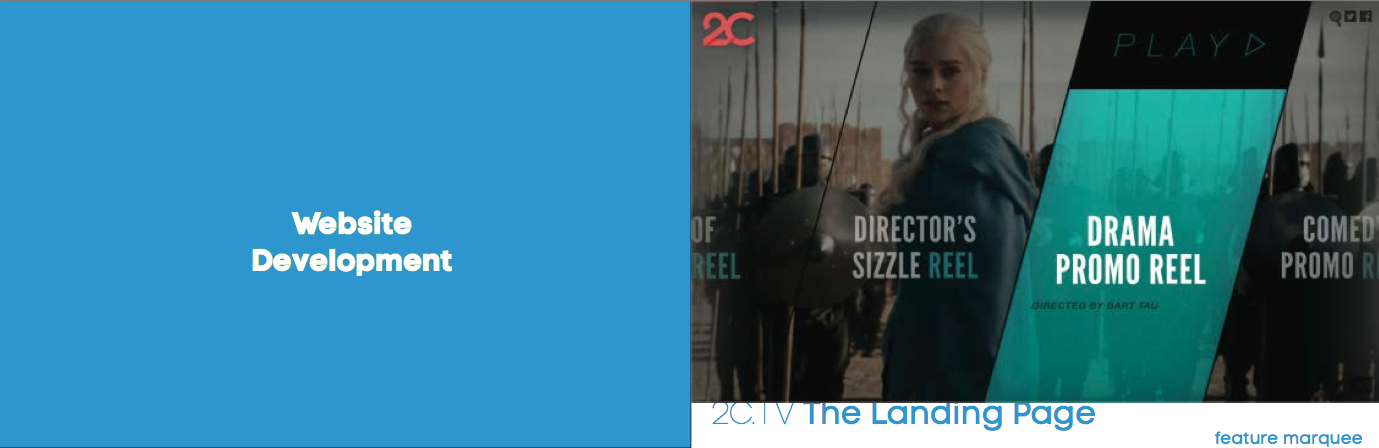 Website
Development
2C
PLAY
OF
REEL
DIRECTOR'S
SIZZLE REEL
DRAMA
PROMO REEL
DIRECTED BY BART TAU
COMED
PROMO R
2C.TV The Landing Page
feature marquee